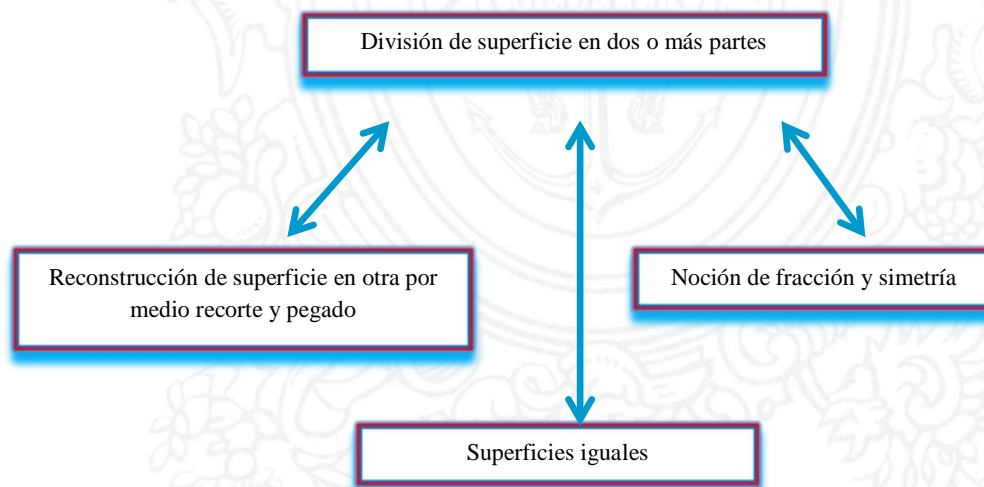 MEDELLIN
División de superficie en dos o más partes
Reconstrucción de superficie en otra por
medio recorte y pegado
Noción de fracción y simetría
Superficies iguales